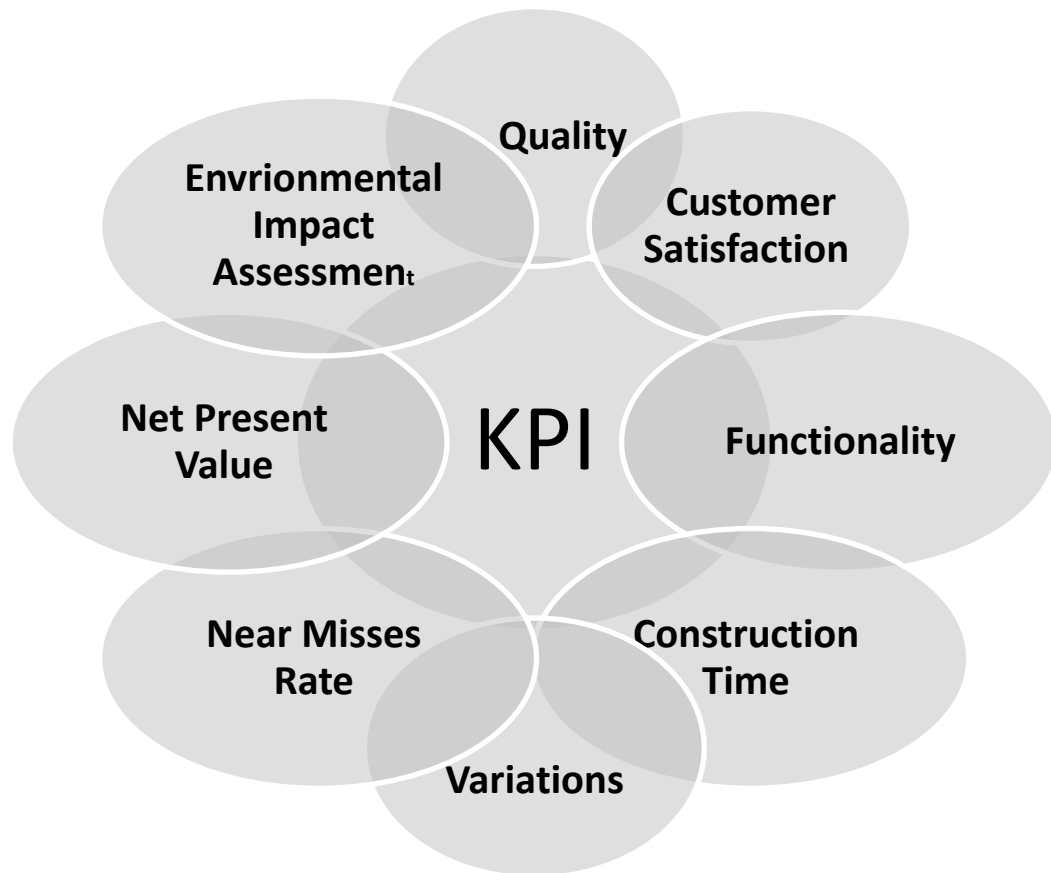 Quality
Customer
Satisfaction
Functionality
Construction
Time
Variations
Near Misses
Rate
Net Present
Value
Envrionmental
Impact
Assessment
KPI